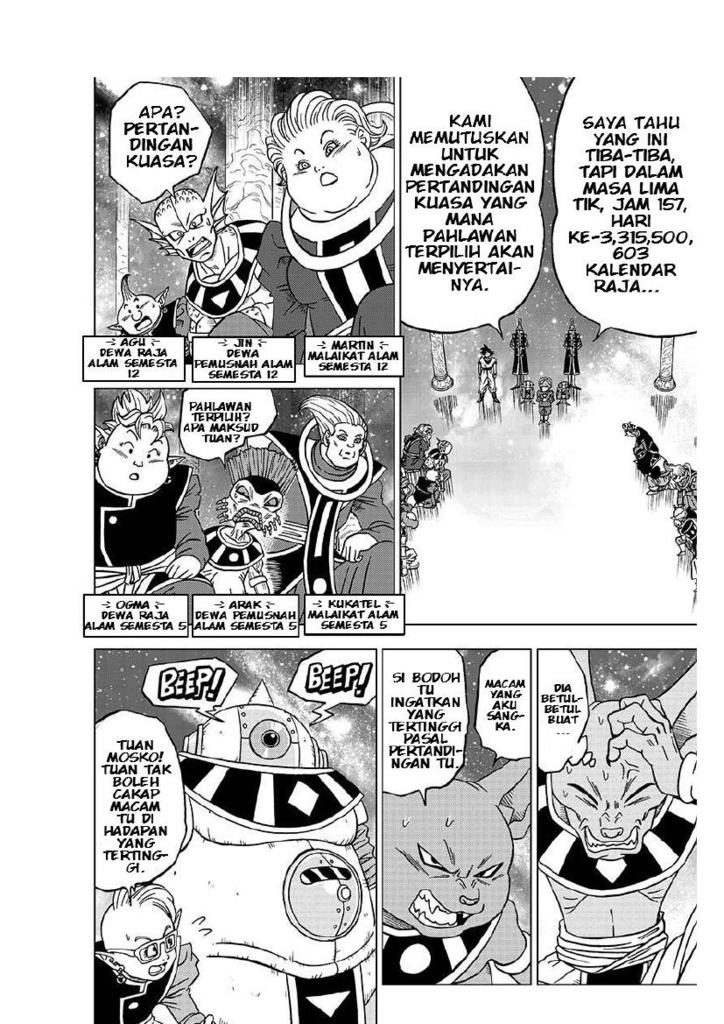 SAYA TAHU
YANG INI
TIBA-TIBA,
TAPI DALAM
MASA LIMA
TIK, JAM 157,
HARI
KE-3,315,500,
603
KALENDAR
RAJA...
KAMI
MEMUTUSKAN
UNTUK
MENGADAKAN
PERTANDINGAN
KUASA YANG
MANA
PAHLAWAN
TERPILIH AKAN
MENYERTAI-
NYA.
APA?
PERTAN-
DINGAN
KUASA?
MARTIN
MALAIKAT ALAM
SEMESTA 12
JIN
DEWA
PEMUSNAH ALAM
SEMESTA 12
AGU
DEWA RAJA
ALAM SEMESTA
12
PAHLAWAN
TERPILIH?
APA MAKSUD
TUAN?
KUKATEL
MALAIKAT ALAM
SEMESTA 5
ARAK
DEWA PEMUSNAH
ALAM SEMESTA 5
OGMA
DEWA RAJA
ALAM SEMESTA 5
DIA
BETUL-
BETUL
BUAT
...
MACAM
YANG
AKU
SANG-
KA.
SI BODOH
TU
INGATKAN
YANG
TERTINGGI
PASAL
PERTANDI-
NGAN TU.
BEEP!
BEEP!
TUAN
MOSKO!
TUAN TAK
BOLEH
CAKAP
MACAM
TU DI
HADAPAN
YANG
TERTING-
GI.